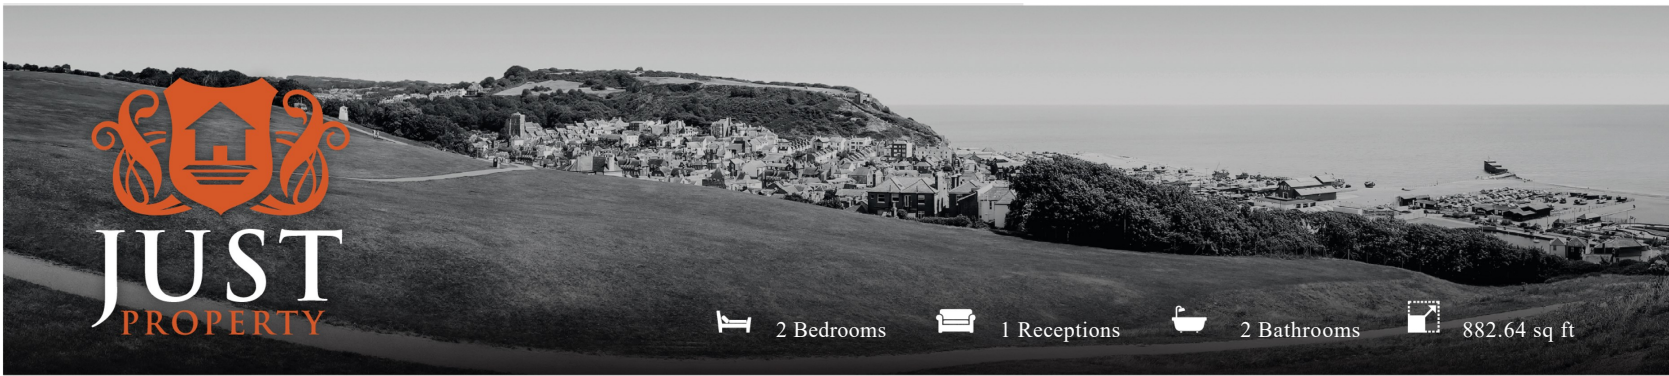 JUST
PROPERTY
2 Bedrooms
1 Receptions
2 Bathrooms
882.64 sq ft